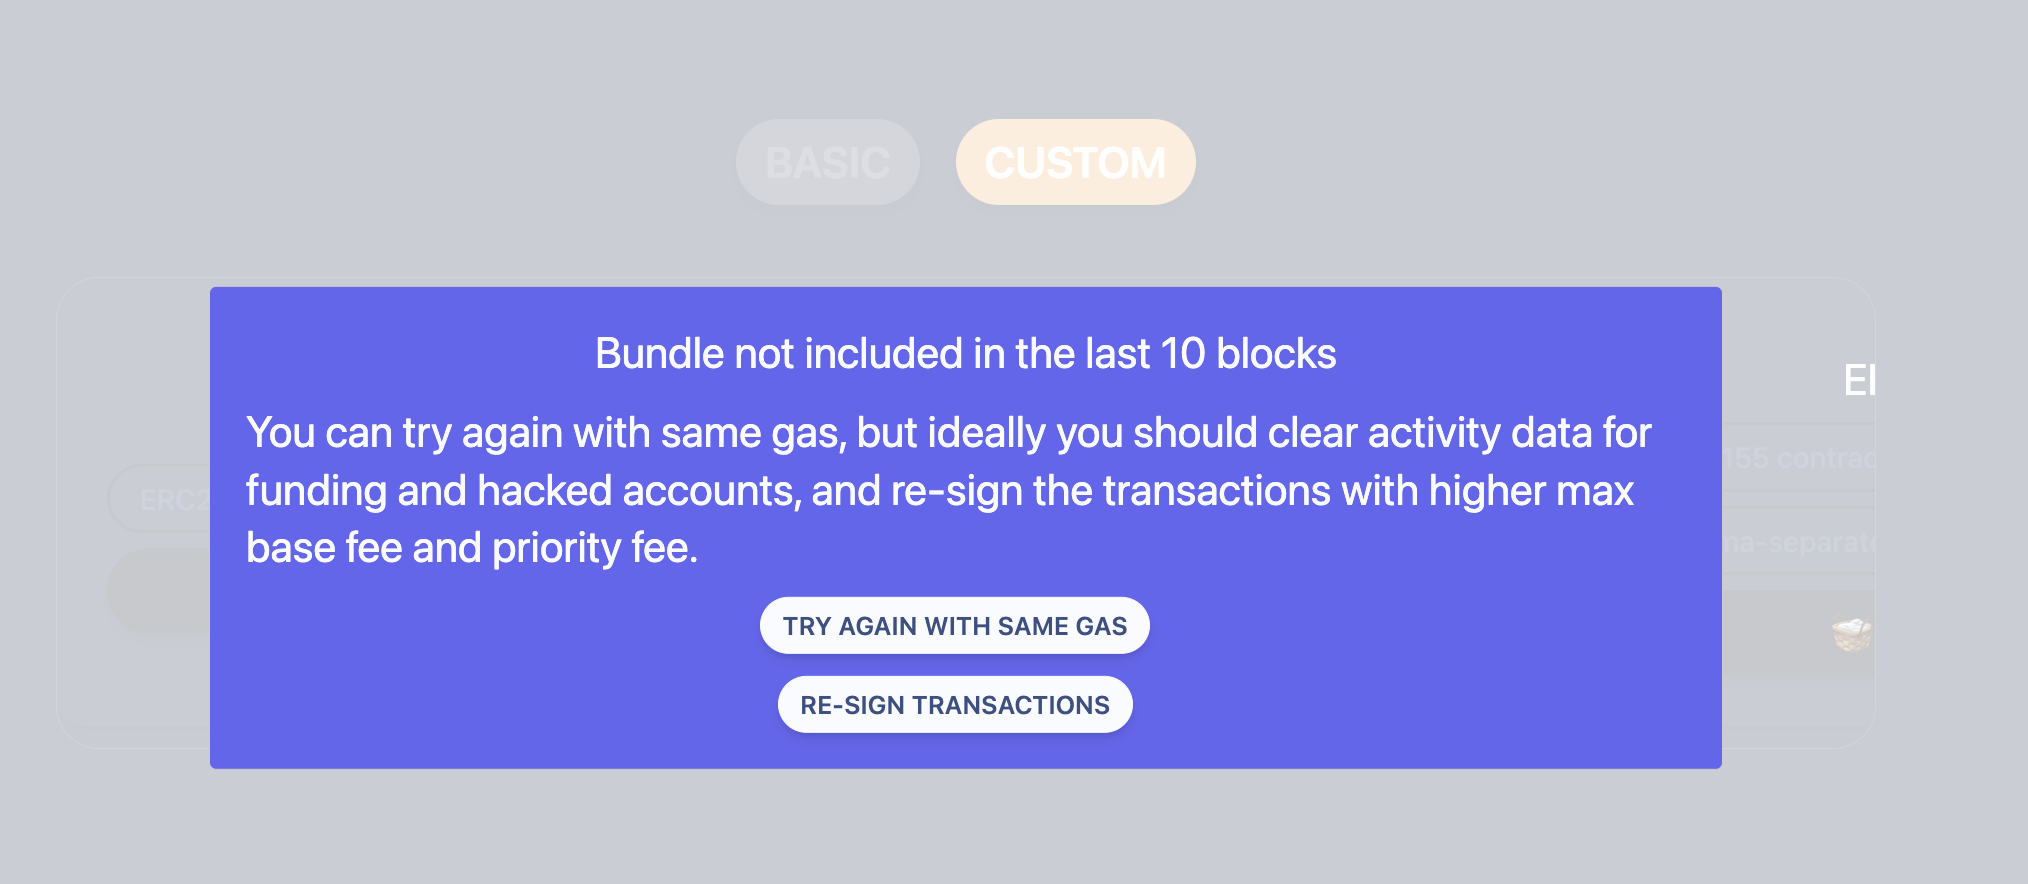 BASIC
CUSTOM
Bundle not included in the last 10 blocks
You can try again with same gas, but ideally you should clear activity data for
funding and hacked accounts, and re-sign the transactions with higher max
base fee and priority fee.
TRY AGAIN WITH SAME GAS
RE-SIGN TRANSACTIONS
ERC2
155 contrac
ma-separate